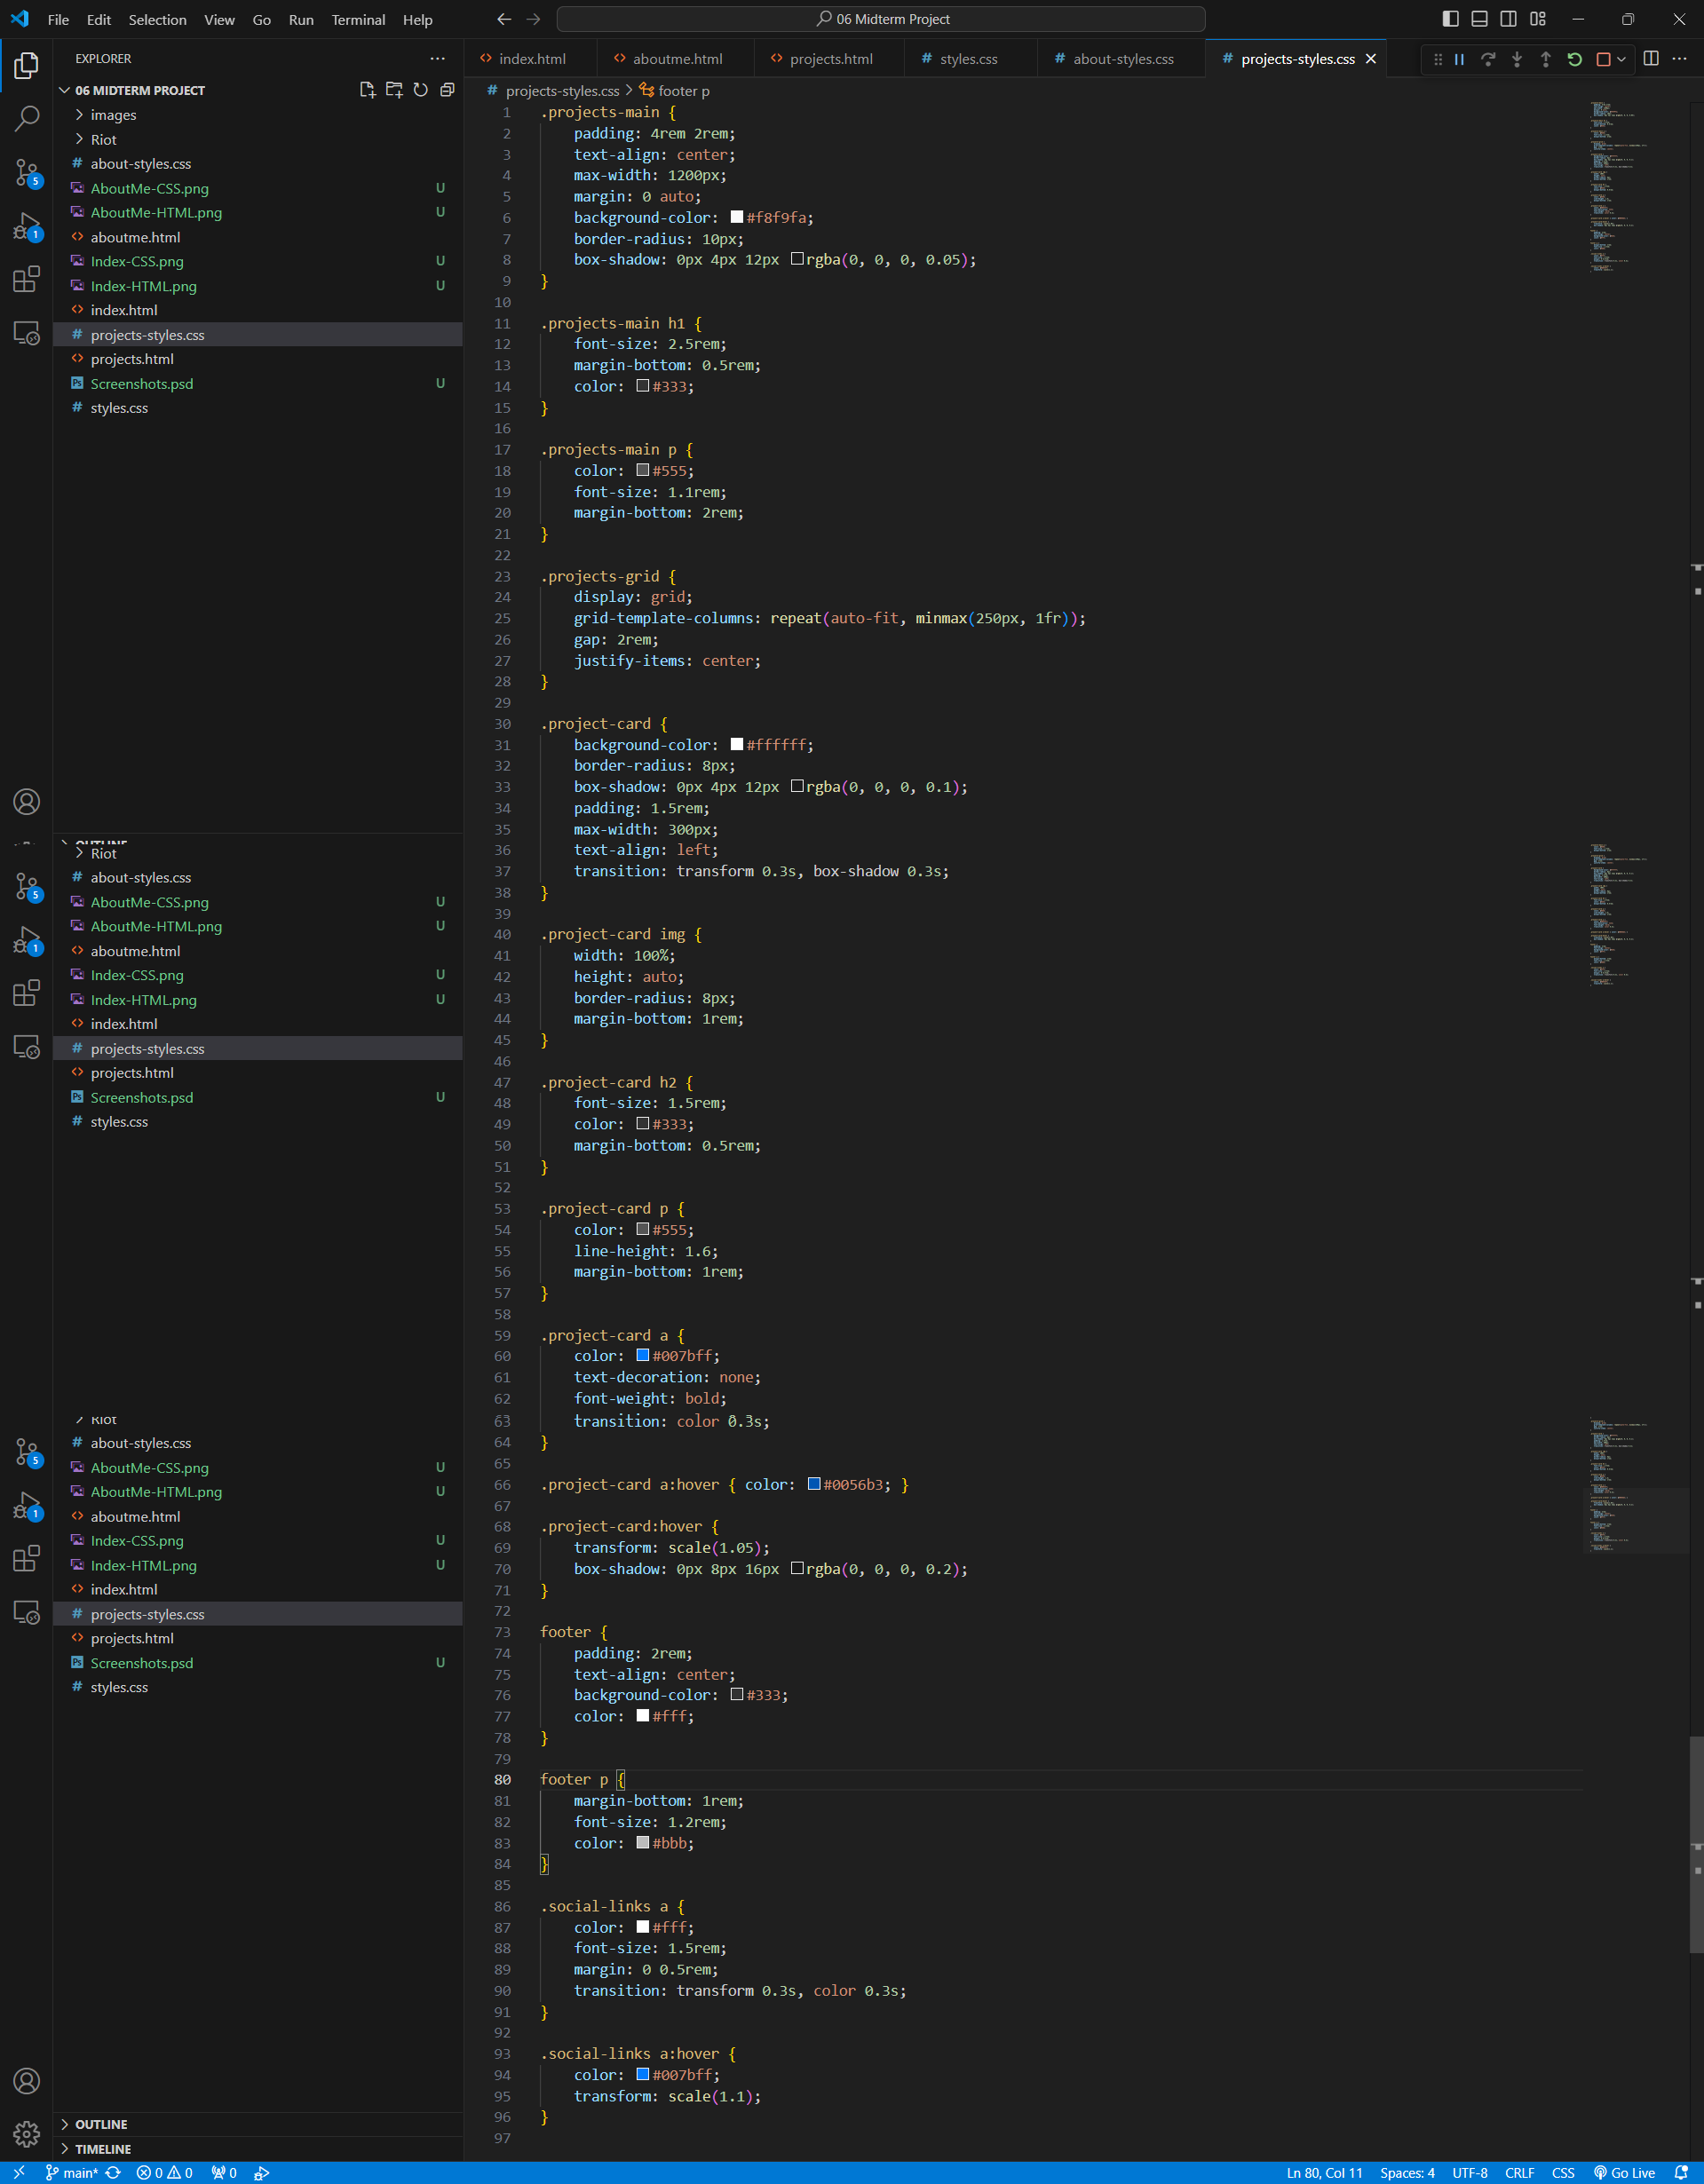 File Edit Selection View Go Run Terminal Help
06 Midterm Project
EXPLORER
06 MIDTERM PROJECT
images
Riot
about-styles.css
AboutMe-CSS.png U
AboutMe-HTML.png U
aboutme.html
Index-CSS.png U
Index-HTML.png U
index.html
projects-styles.css
projects.html
Screenshots.psd U
styles.css
5
1
OUTLINE
Riot
about-styles.css
AboutMe-CSS.png U
AboutMe-HTML.png U
aboutme.html
Index-CSS.png U
Index-HTML.png U
index.html
projects-styles.css
projects.html
Screenshots.psd U
styles.css
5
1
Riot
about-styles.css
AboutMe-CSS.png U
AboutMe-HTML.png U
aboutme.html
Index-CSS.png U
Index-HTML.png U
index.html
projects-styles.css
projects.html
Screenshots.psd U
styles.css
5
1
OUTLINE
TIMELINE
index.html aboutme.html projects.html # styles.css # about-styles.css # projects-styles.css
# projects-styles.css > footer p
1 .projects-main {
2 padding: 4rem 2rem;
3 text-align: center;
4 max-width: 1200px;
5 margin: 0 auto;
6 background-color: #f8f9fa;
7 border-radius: 10px;
8 box-shadow: 0px 4px 12px rgba(0, 0, 0, 0.05);
9 }
10
11 .projects-main h1 {
12 font-size: 2.5rem;
13 margin-bottom: 0.5rem;
14 color: #333;
15 }
16
17 .projects-main p {
18 color: #555;
19 font-size: 1.1rem;
20 margin-bottom: 2rem;
21 }
22
23 .projects-grid {
24 display: grid;
25 grid-template-columns: repeat(auto-fit, minmax(250px, 1fr));
26 gap: 2rem;
27 justify-items: center;
28 }
29
30 .project-card {
31 background-color: #ffffff;
32 border-radius: 8px;
33 box-shadow: 0px 4px 12px rgba(0, 0, 0, 0.1);
34 padding: 1.5rem;
35 max-width: 300px;
36 text-align: left;
37 transition: transform 0.3s, box-shadow 0.3s;
38 }
39
40 .project-card img {
41 width: 100%;
42 height: auto;
43 border-radius: 8px;
44 margin-bottom: 1rem;
45 }
46
47 .project-card h2 {
48 font-size: 1.5rem;
49 color: #333;
50 margin-bottom: 0.5rem;
51 }
52
53 .project-card p {
54 color: #555;
55 line-height: 1.6;
56 margin-bottom: 1rem;
57 }
58
59 .project-card a {
60 color: #007bff;
61 text-decoration: none;
62 font-weight: bold;
63 transition: color 0.3s;
64 }
65
66 .project-card a:hover { color: #0056b3; }
67
68 .project-card:hover {
69 transform: scale(1.05);
70 box-shadow: 0px 8px 16px rgba(0, 0, 0, 0.2);
71 }
72
73 footer {
74 padding: 2rem;
75 text-align: center;
76 background-color: #333;
77 color: #fff;
78 }
79
80 footer p {
81 margin-bottom: 1rem;
82 font-size: 1.2rem;
83 color: #bbb;
84 }
85
86 .social-links a {
87 color: #fff;
88 font-size: 1.5rem;
89 margin: 0 0.5rem;
90 transition: transform 0.3s, color 0.3s;
91 }
92
93 .social-links a:hover {
94 color: #007bff;
95 transform: scale(1.1);
96 }
97
main* 0 0 0 Ln 80, Col 11 Spaces: 4 UTF-8 CRLF CSS Go Live